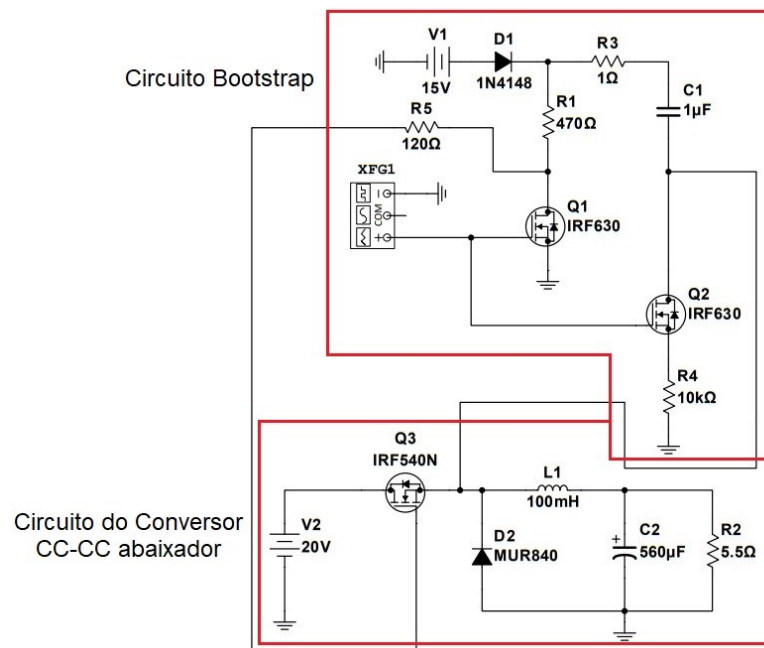 Circuito Bootstrap
V1
15V
D1
1N4148
R3
1Ω
C1
1µF
R1
470Ω
R5
120Ω
XFG1
COM
Q1
IRF630
Q2
IRF630
R4
10kΩ
Circuito do Conversor
CC-CC abaixador
Q3
IRF540N
V2
20V
L1
100mH
D2
MUR840
+
C2
560µF
R2
5.5Ω